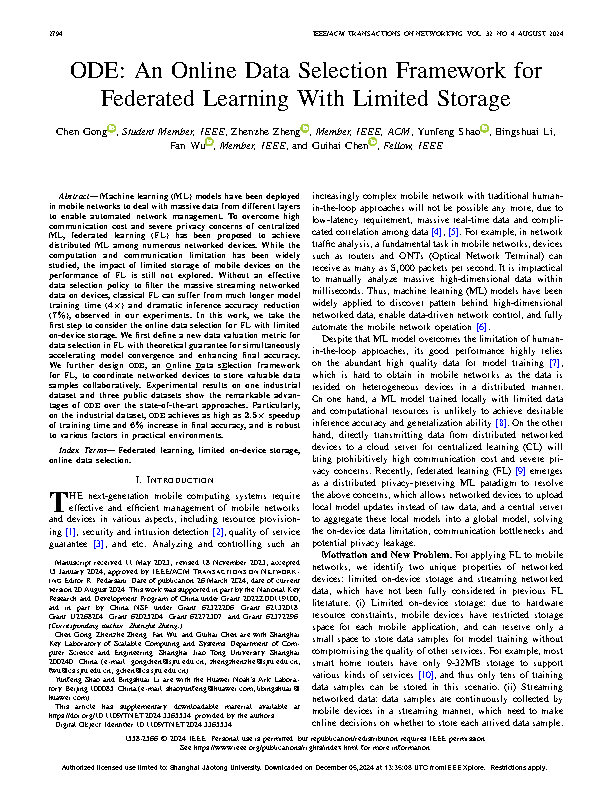 2794
IEEE/ACM TRANSACTIONS ON NETWORKING, VOL. 32, NO. 4, AUGUST 2024
ODE: An Online Data Selection Framework for
Federated Learning With Limited Storage
Chen Gong, Student Member, IEEE, Zhenzhe Zheng, Member, IEEE, ACM, Yunfeng Shao, Bingshuai Li,
Fan Wu, Member, IEEE, and Guihai Chen, Fellow, IEEE
Abstract—Machine learning (ML) models have been deployed
in mobile networks to deal with massive data from different layers
to enable automated network management. To overcome high
communication cost and severe privacy concerns of centralized
ML, federated learning (FL) has been proposed to achieve
distributed ML among numerous networked devices. While the
computation and communication limitation has been widely
studied, the impact of limited storage of mobile devices on the
performance of FL is still not explored. Without an effective
data selection policy to filter the massive streaming networked
data on devices, classical FL can suffer from much longer model
training time (4×) and dramatic inference accuracy reduction
(7%), observed in our experiments. In this work, we take the
first step to consider the online data selection for FL with limited
on-device storage. We first define a new data valuation metric for
data selection in FL with theoretical guarantee for simultaneously
accelerating model convergence and enhancing final accuracy.
We further design ODE, an Online Data sElection framework
for FL, to coordinate networked devices to store valuable data
samples collaboratively. Experimental results on one industrial
dataset and three public datasets show the remarkable advan-
tages of ODE over the state-of-the-art approaches. Particularly,
on the industrial dataset, ODE achieves as high as 2.5× speedup
of training time and 6% increase in final accuracy, and is robust
to various factors in practical environments.
Index Terms—Federated learning, limited on-device storage,
online data selection.
I. INTRODUCTION
THE next-generation mobile computing systems require
effective and efficient management of mobile networks
and devices in various aspects, including resource provision-
ing [1], security and intrusion detection [2], quality of service
guarantee [3], and etc. Analyzing and controlling such an
Manuscript received 11 May 2023; revised 18 November 2023; accepted
15 January 2024; approved by IEEE/ACM TRANSACTIONS ON NETWORK-
ING Editor R. Pedarsani. Date of publication 26 March 2024; date of current
version 20 August 2024. This work was supported in part by the National Key
Research and Development Program of China under Grant 2022ZD0119100;
and in part by China NSF under Grant 62322206, Grant 62132018,
Grant U2268204, Grant 62025204, Grant 62272307, and Grant 62372296.
(Corresponding author: Zhenzhe Zheng.)
Chen Gong, Zhenzhe Zheng, Fan Wu, and Guihai Chen are with Shanghai
Key Laboratory of Scalable Computing and Systems, Department of Com-
puter Science and Engineering, Shanghai Jiao Tong University, Shanghai
200240, China (e-mail: gongchen@sjtu.edu.cn; zhengzhenzhe@sjtu.edu.cn;
fwu@cs.sjtu.edu.cn; gchen@cs.sjtu.edu.cn).
Yunfeng Shao and Bingshuai Li are with the Huawei Noah's Ark Labora-
tory, Beijing 100085, China (e-mail: shaoyunfeng@huawei.com; libingshuai@
huawei.com).
This article has supplementary downloadable material available at
https://doi.org/10.1109/TNET.2024.3365534, provided by the authors.
Digital Object Identifier 10.1109/TNET.2024.3365534
increasingly complex mobile network with traditional human-
in-the-loop approaches will not be possible any more, due to
low-latency requirement, massive real-time data and compli-
cated correlation among data [4], [5]. For example, in network
traffic analysis, a fundamental task in mobile networks, devices
such as routers and ONTs (Optical Network Terminal) can
receive as many as 5,000 packets per second. It is impractical
to manually analyze massive high-dimensional data within
milliseconds. Thus, machine learning (ML) models have been
widely applied to discover pattern behind high-dimensional
networked data, enable data-driven network control, and fully
automate the mobile network operation [6].
Despite that ML model overcomes the limitation of human-
in-the-loop approaches, its good performance highly relies
on the abundant high quality data for model training [7],
which is hard to obtain in mobile networks as the data is
resided on heterogeneous devices in a distributed manner.
On one hand, a ML model trained locally with limited data
and computational resources is unlikely to achieve desirable
inference accuracy and generalization ability [8]. On the other
hand, directly transmitting data from distributed networked
devices to a cloud server for centralized learning (CL) will
bring prohibitively high communication cost and severe pri-
vacy concerns. Recently, federated learning (FL) [9] emerges
as a distributed privacy-preserving ML paradigm to resolve
the above concerns, which allows networked devices to upload
local model updates instead of raw data, and a central server
to aggregate these local models into a global model, solving
the on-device data limitation, communication bottleneck and
potential privacy leakage.
Motivation and New Problem. For applying FL to mobile
networks, we identify two unique properties of networked
devices: limited on-device storage and streaming networked
data, which have not been fully considered in previous FL
literature. (i) Limited on-device storage: due to hardware
resource constraints, mobile devices have restricted storage
space for each mobile application, and can reserve only a
small space to store data samples for model training without
compromising the quality of other services. For example, most
smart home routers have only 9-32MB storage to support
various kinds of services [10], and thus only tens of training
data samples can be stored in this scenario. (ii) Streaming
networked data: data samples are continuously collected by
mobile devices in a streaming manner, which need to make
online decisions on whether to store each arrived data sample.
1558-2566 © 2024 IEEE. Personal use is permitted, but republication/redistribution requires IEEE permission.
See https://www.ieee.org/publications/rights/index.html for more information.
Authorized licensed use limited to: Shanghai Jiaotong University. Downloaded on December 05,2024 at 13:36:08 UTC from IEEE Xplore. Restrictions apply.